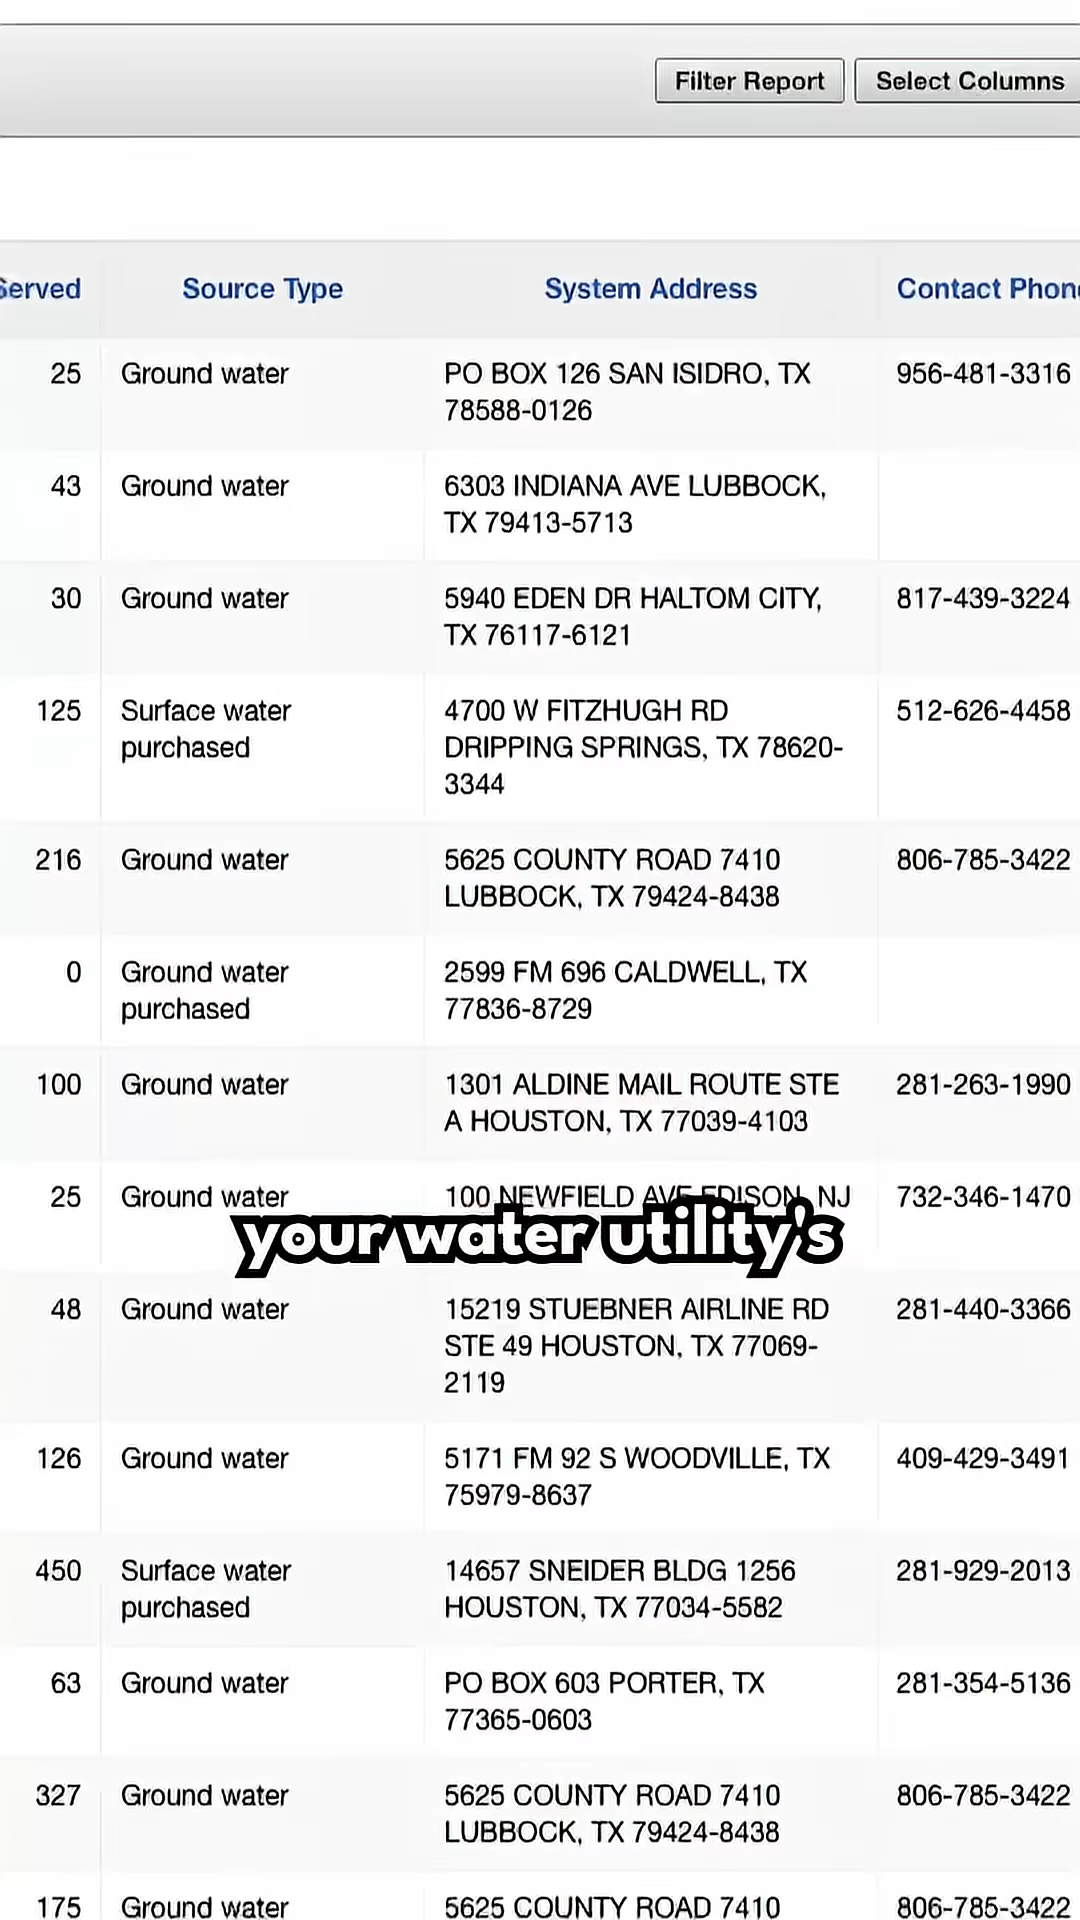 Filter Report Select Columns
Served Source Type System Address Contact Phone
25 Ground water PO BOX 126 SAN ISIDRO, TX 956-481-3316
78588-0126
43 Ground water 6303 INDIANA AVE LUBBOCK,
TX 79413-5713
30 Ground water 5940 EDEN DR HALTOM CITY, 817-439-3224
TX 76117-6121
125 Surface water 4700 W FITZHUGH RD 512-626-4458
purchased DRIPPING SPRINGS, TX 78620-
3344
216 Ground water 5625 COUNTY ROAD 7410 806-785-3422
LUBBOCK, TX 79424-8438
0 Ground water 2599 FM 696 CALDWELL, TX
purchased 77836-8729
100 Ground water 1301 ALDINE MAIL ROUTE STE 281-263-1990
A HOUSTON, TX 77039-4103
25 Ground water 100 NEWFIELD AVE EDISON, NJ 732-346-1470
your water utility's
48 Ground water 15219 STUEBNER AIRLINE RD 281-440-3366
STE 49 HOUSTON, TX 77069-
2119
126 Ground water 5171 FM 92 S WOODVILLE, TX 409-429-3491
75979-8637
450 Surface water 14657 SNEIDER BLDG 1256 281-929-2013
purchased HOUSTON, TX 77034-5582
63 Ground water PO BOX 603 PORTER, TX 281-354-5136
77365-0603
327 Ground water 5625 COUNTY ROAD 7410 806-785-3422
LUBBOCK, TX 79424-8438
175 Ground water 5625 COUNTY ROAD 7410 806-785-3422